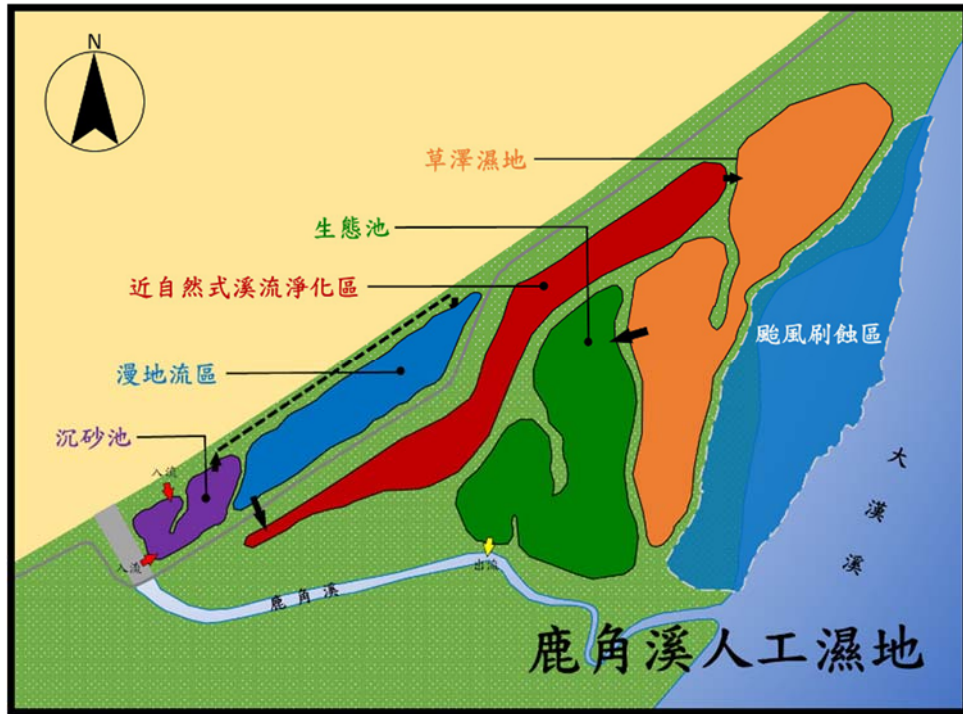 N
草澤濕地
生態池
近自然式溪流淨化區
颱風刷蝕區
漫地流區
沉砂池
入流
入流
出流
鹿角溪
大漢溪
鹿角溪人工濕地